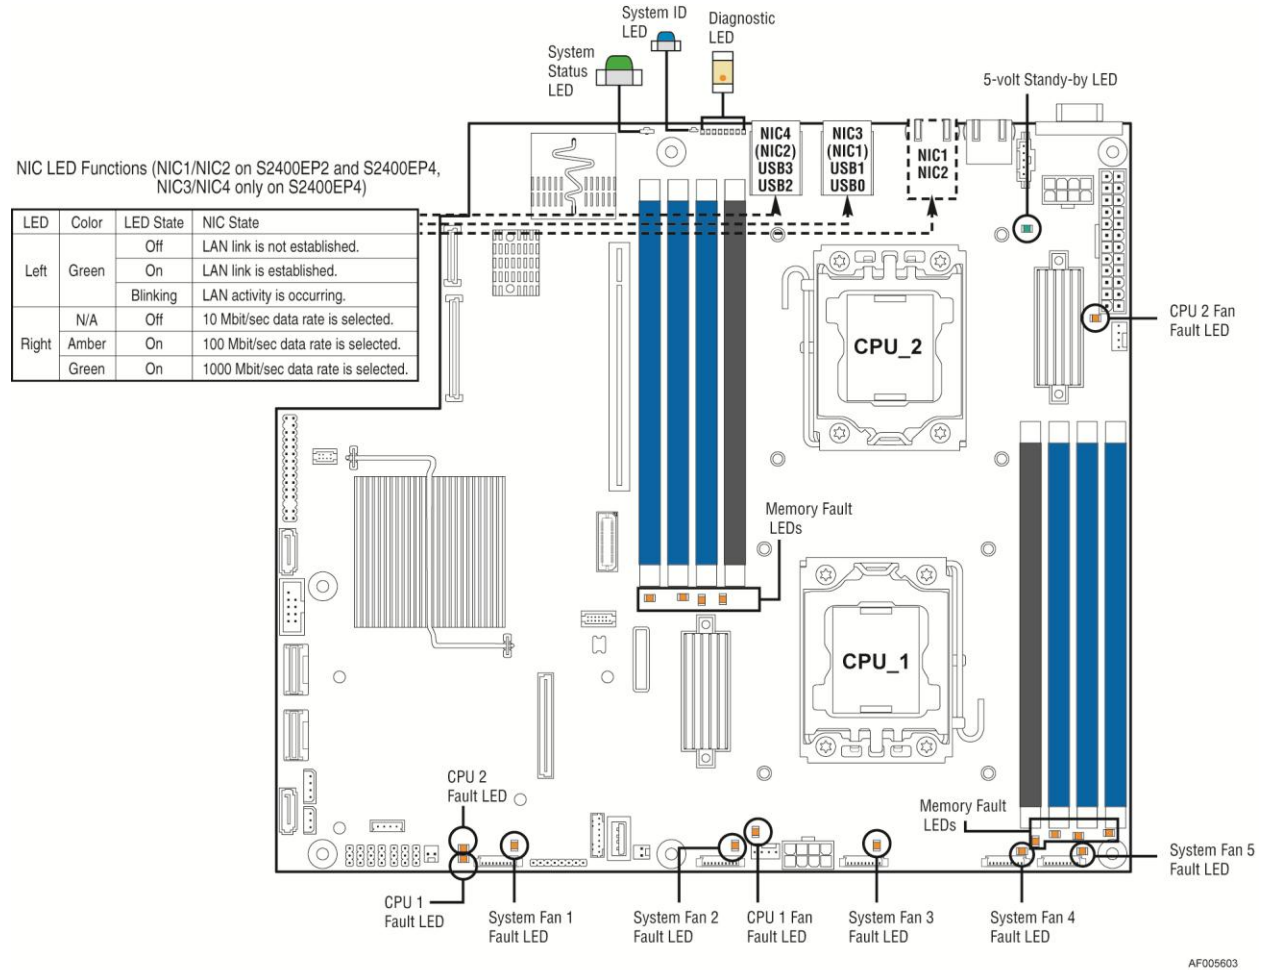 System ID
LED
Diagnostic
LED
System
Status
LED
5-volt Standy-by LED
NIC4
(NIC2)
USB3
USB2
NIC3
(NIC1)
USB1
USB0
NIC1
NIC2
NIC LED Functions (NIC1/NIC2 on S2400EP2 and S2400EP4,
NIC3/NIC4 only on S2400EP4)
LED Color LED State NIC State
Left Green Off LAN link is not established.
On LAN link is established.
Blinking LAN activity is occurring.
Right N/A Off 10 Mbit/sec data rate is selected.
Amber On 100 Mbit/sec data rate is selected.
Green On 1000 Mbit/sec data rate is selected.
CPU 2 Fan
Fault LED
CPU_2
Memory Fault
LEDs
CPU_1
CPU 2
Fault LED
Memory Fault
LEDs
System Fan 5
Fault LED
CPU 1
Fault LED
System Fan 1
Fault LED
System Fan 2
Fault LED
CPU 1 Fan
Fault LED
System Fan 3
Fault LED
System Fan 4
Fault LED
AF005603